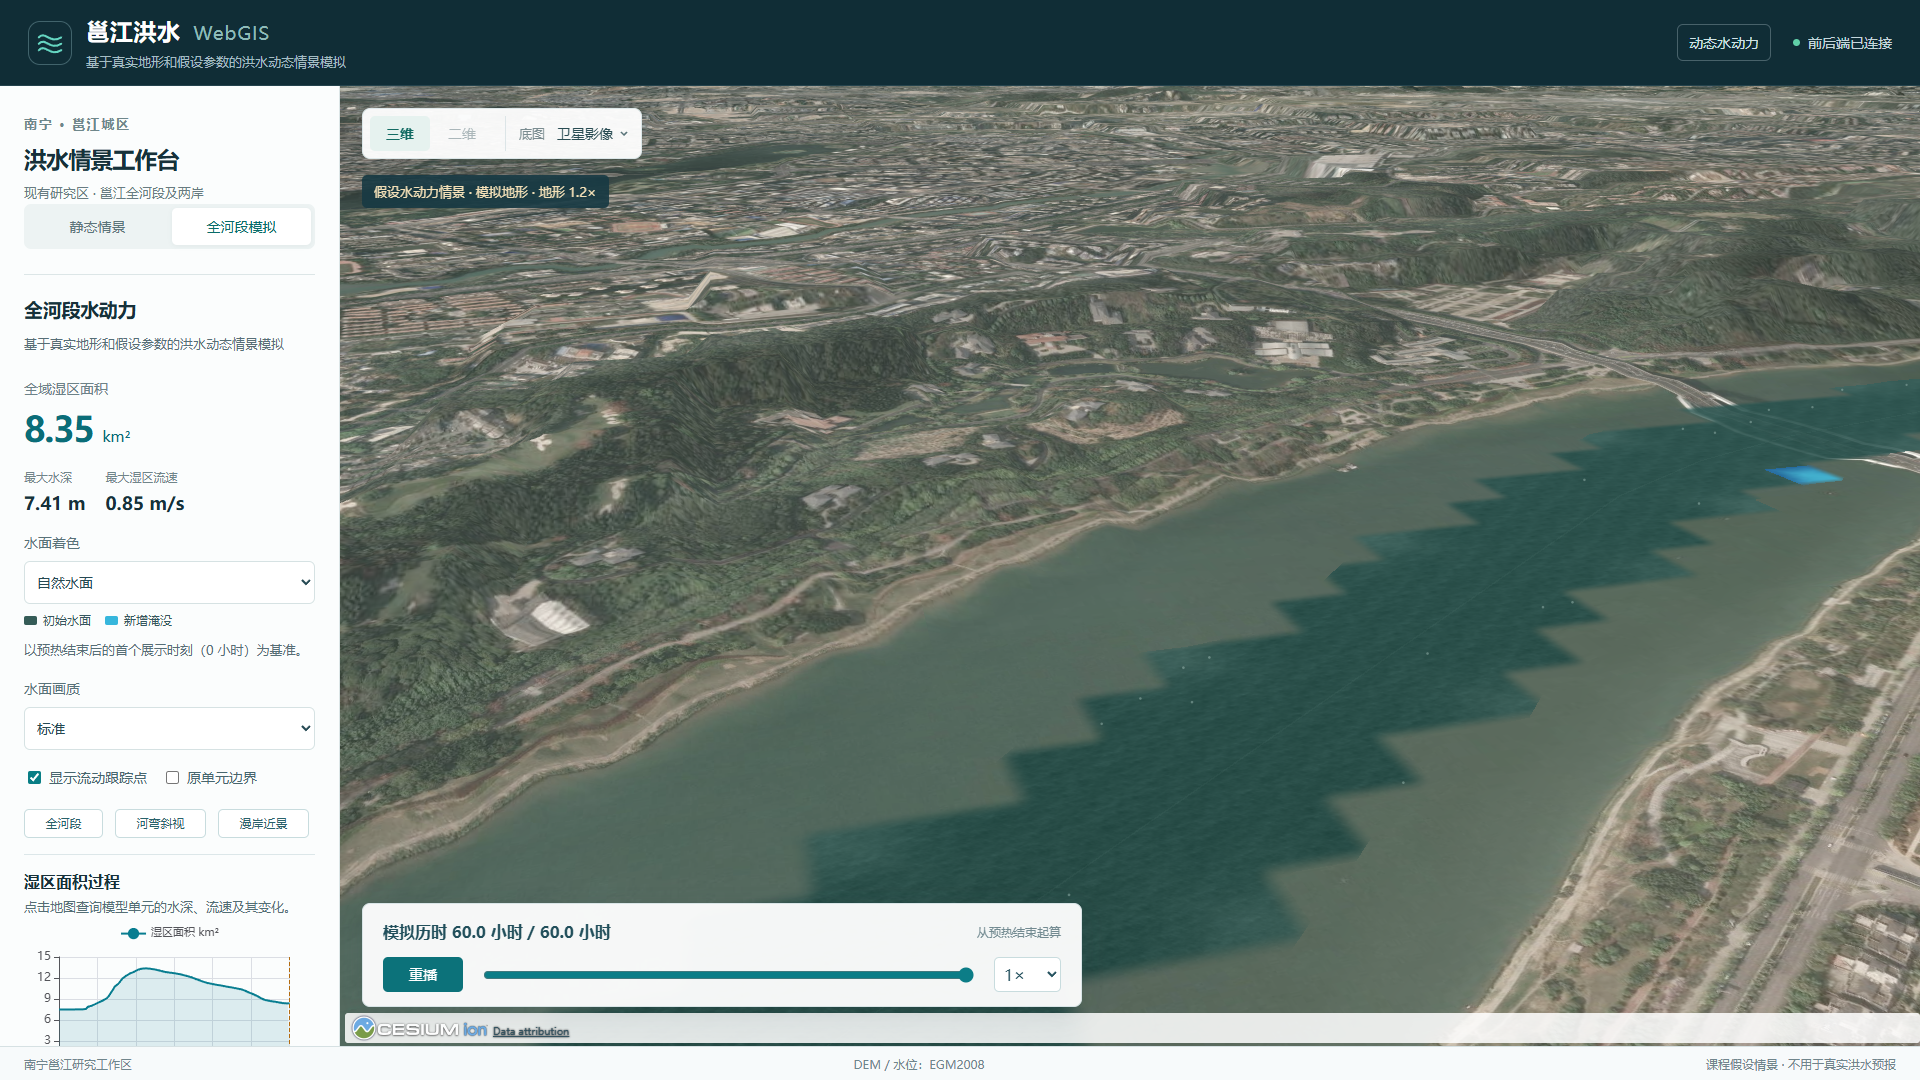 邕江洪水 WebGIS
基于真实地形和假设参数的洪水动态情景模拟
动态水动力
前后端已连接
南宁 • 邕江城区
洪水情景工作台
现有研究区 · 邕江全河段及两岸
静态情景
全河段模拟
全河段水动力
基于真实地形和假设参数的洪水动态情景模拟
全域湿区面积
8.35 km²
最大水深
最大湿区流速
7.41 m
0.85 m/s
水面着色
自然水面
初始水面
新增淹没
以预热结束后的首个展示时刻（0 小时）为基准。
水面画质
标准
显示流动跟踪点
原单元边界
全河段
河弯斜视
漫岸近景
湿区面积过程
点击地图查询模型单元的水深、流速及其变化。
湿区面积 km²
15
12
9
6
3
三维
二维
底图
卫星影像
假设水动力情景 · 模拟地形 · 地形 1.2×
模拟历时 60.0 小时 / 60.0 小时
从预热结束起算
重播
1×
CESIUM ion
Data attribution
南宁邕江研究工作区
DEM / 水位：EGM2008
课程假设情景 · 不用于真实洪水预报